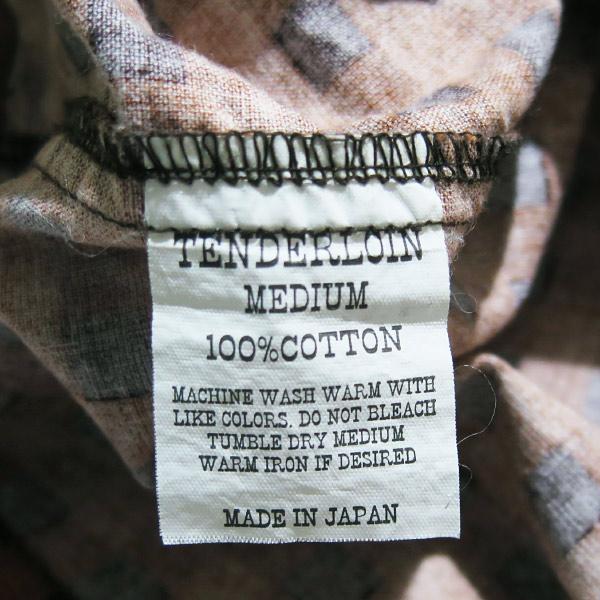 TENDERLOIN
MEDIUM
100%COTTON
MACHINE WASH WARM WITH
LIKE COLORS. DO NOT BLEACH
TUMBLE DRY MEDIUM
WARM IRON IF DESIRED
MADE IN JAPAN